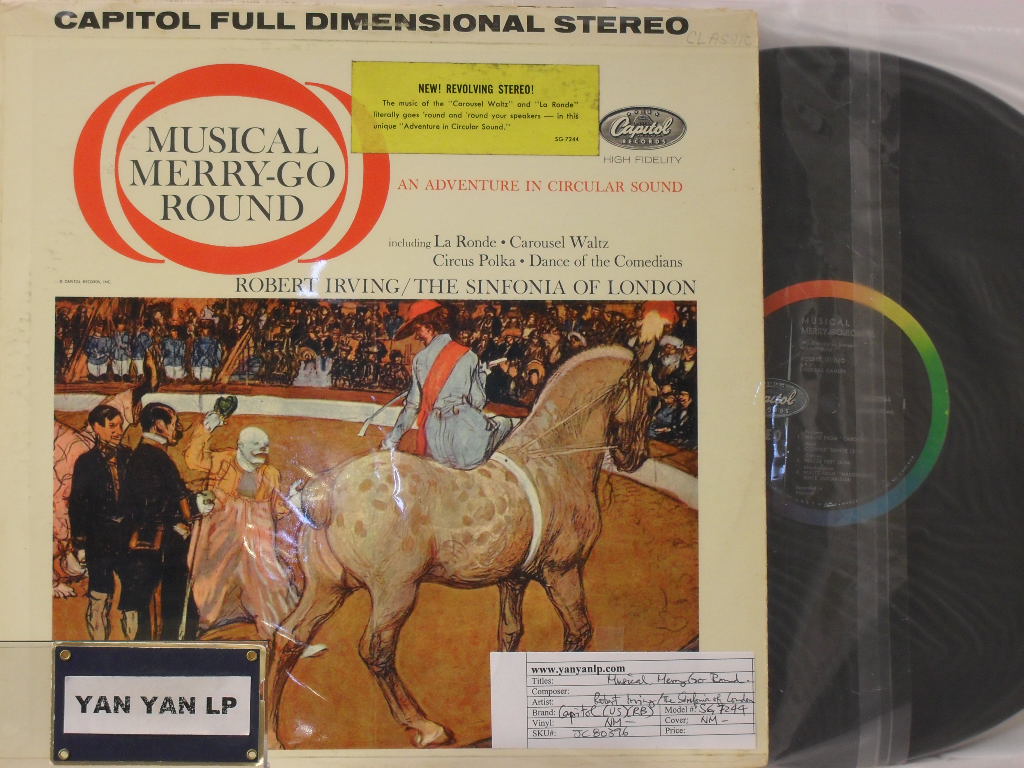 CAPITOL FULL DIMENSIONAL STEREO
CLASSIC
NEW! REVOLVING STEREO!
The music of the "Carousel Waltz" and "La Ronde"
literally goes 'round and 'round your speakers — in this
unique "Adventure in Circular Sound."
SG-7244
Capitol
RECORDS
HIGH FIDELITY
MUSICAL
MERRY-GO
ROUND
AN ADVENTURE IN CIRCULAR SOUND
including La Ronde • Carousel Waltz
Circus Polka • Dance of the Comedians
© CAPITOL RECORDS, INC.
ROBERT IRVING/THE SINFONIA OF LONDON
MUSICAL
MERRY-GO-ROUND
YAN YAN LP
www.yanyanlp.com
Titles: Musical Merry Go Round
Composer:
Artist: Robert Irving/the Sinfonia of London
Brand: Capitol (US)(RB) Model #: SG 7244
Vinyl: NM- Cover: NM-
SKU#: JC80396 Price: